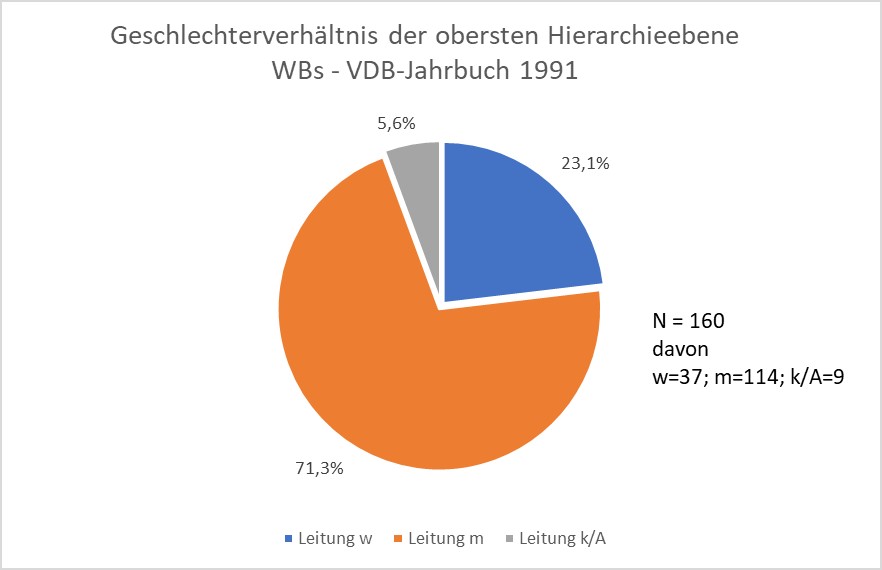 Geschlechterverhältnis der obersten Hierarchieebene
WBs - VDB-Jahrbuch 1991
5,6%
23,1%
N = 160
davon
w=37; m=114; k/A=9
71,3%
Leitung w Leitung m Leitung k/A